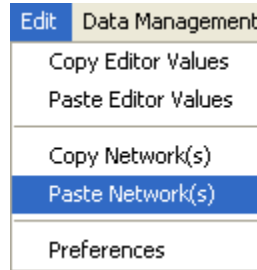 Edit Data Management
Copy Editor Values
Paste Editor Values
Copy Network(s)
Paste Network(s)
Preferences